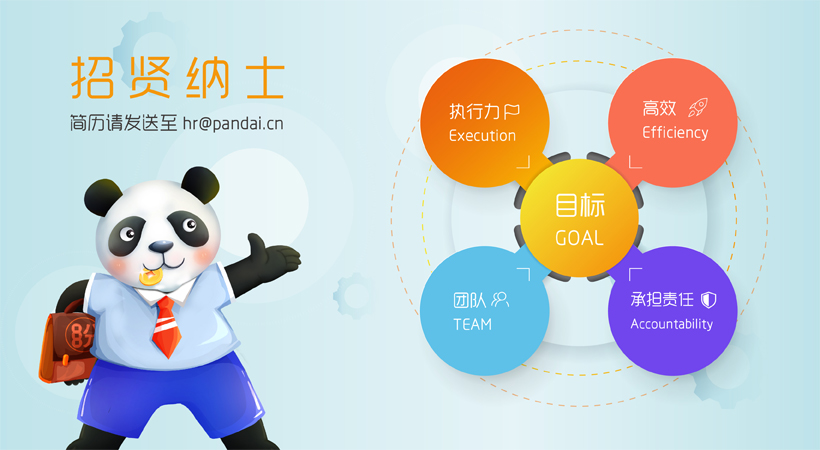 招贤纳士
简历请发送至 hr@pandai.cn
执行力
Execution
高效
Efficiency
目标
GOAL
团队
TEAM
承担责任
Accountability